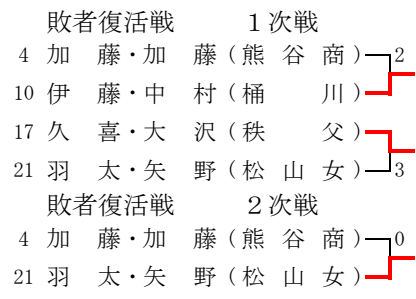 敗者復活戦 1次戦
4 加 藤・加 藤(熊 谷 商) 2
10 伊 藤・中 村(桶 川)
17 久 喜・大 沢(秩 父)
21 羽 太・矢 野(松 山 女) 3
敗者復活戦 2次戦
4 加 藤・加 藤(熊 谷 商) 0
21 羽 太・矢 野(松 山 女)